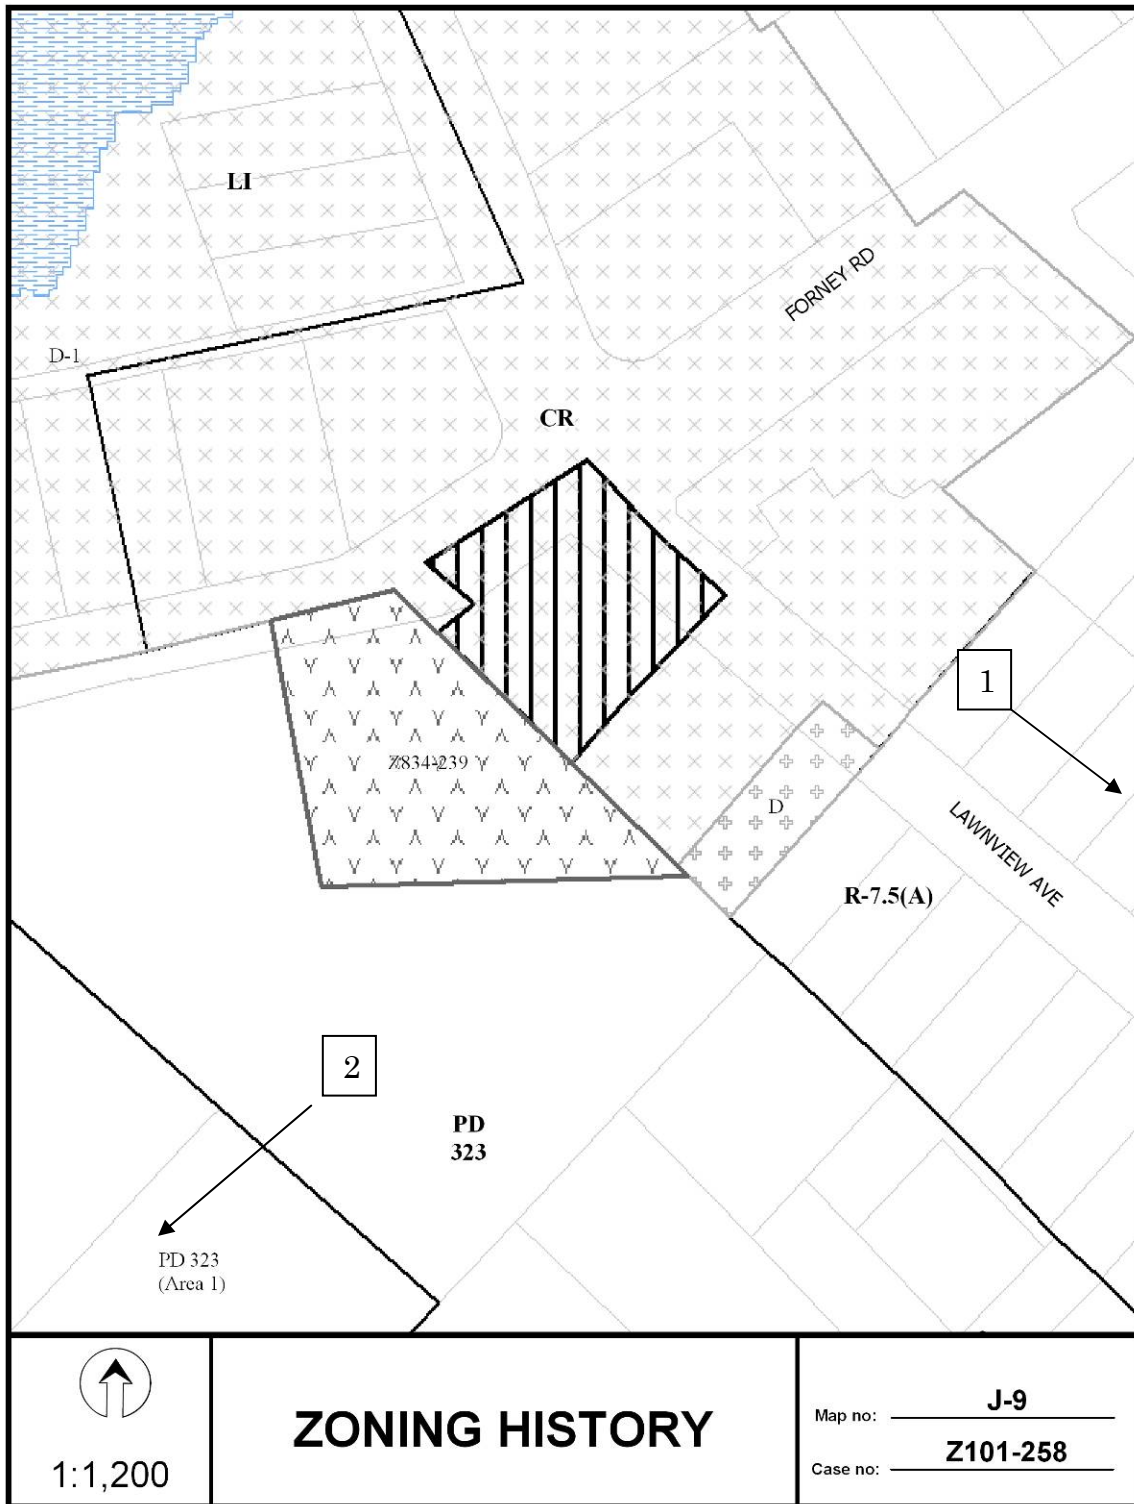 LI
FORNEY RD
D-1
CR
1
Z834-239
D
LAWNVIEW AVE
R-7.5(A)
2
PD
323
PD 323
(Area 1)
1:1,200
ZONING HISTORY
Map no: J-9
Case no: Z101-258